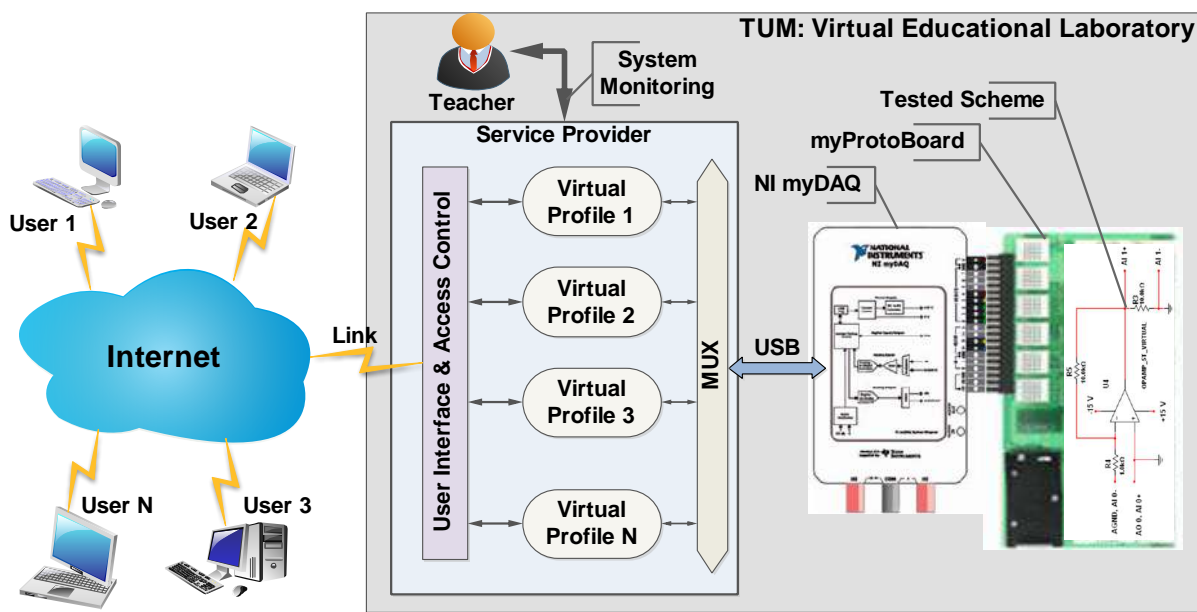 TUM: Virtual Educational Laboratory
Teacher
System
Monitoring
Tested Scheme
myProtoBoard
NI myDAQ
Service Provider
User Interface & Access Control
Virtual
Profile 1
Virtual
Profile 2
Virtual
Profile 3
Virtual
Profile N
MUX
USB
User 1
User 2
Internet
Link
User N
User 3
NATIONAL
INSTRUMENTS
NI myDAQ
AI 1+
AI 1-
R3
R5
OPAMP_5T_VIRTUAL
U4
-15 V
+15 V
R4
AGND, AI 0-
AO 0, AI 0+